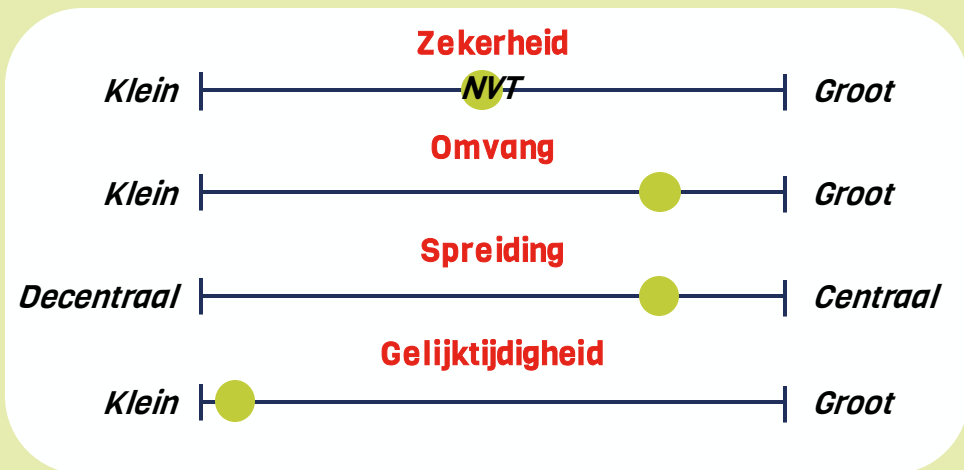 Zekerheid
Klein NVT Groot
Omvang
Klein Groot
Spreiding
Decentraal Centraal
Gelijktijdigheid
Klein Groot